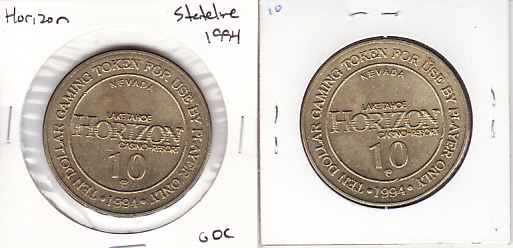 Horizon
Stateline
1994
TEN DOLLAR GAMING TOKEN FOR USE BY PLAYER ONLY
NEVADA
LAKE TAHOE
HORIZON
CASINO•RESORT
10
•1994•
GDC
10
TEN DOLLAR GAMING TOKEN FOR USE BY PLAYER ONLY
NEVADA
LAKE TAHOE
HORIZON
CASINO•RESORT
10
•1994•